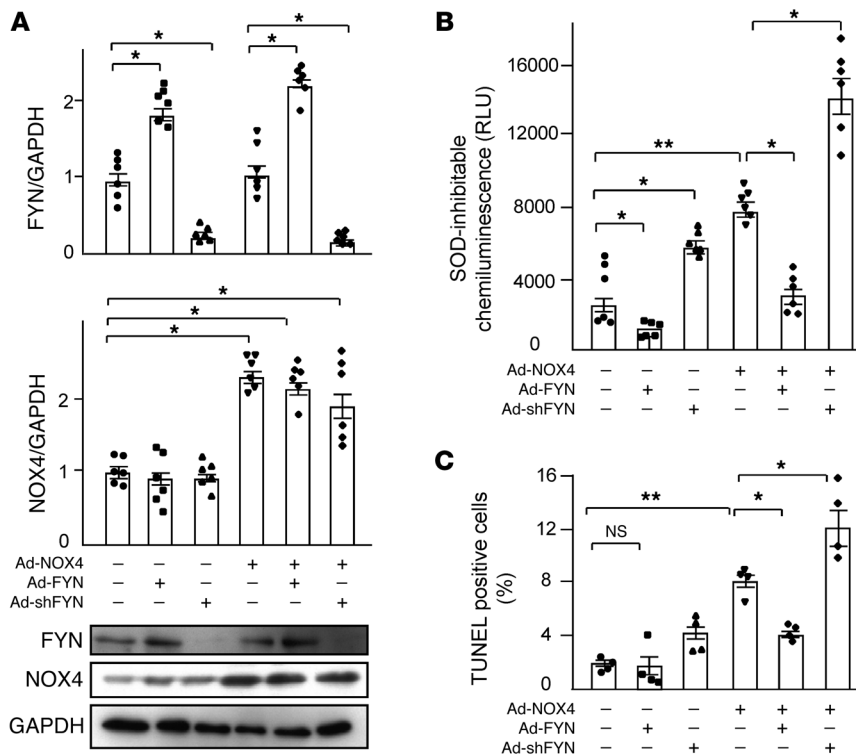 A
* *
* *
FYN/GAPDH
2
1
0
*
*
*
NOX4/GAPDH
2
1
0
Ad-NOX4 – – – + + +
Ad-FYN – + – – + –
Ad-shFYN – – + – – +
FYN
NOX4
GAPDH
B
*
** *
*
*
SOD-inhibitable
chemiluminescence (RLU)
16000
12000
8000
4000
0
Ad-NOX4 – – – + + +
Ad-FYN – + – – + –
Ad-shFYN – – + – – +
C
*
** *
NS
TUNEL positive cells
(%)
16
12
8
4
0
Ad-NOX4 – – – + + +
Ad-FYN – + – – + –
Ad-shFYN – – + – – +